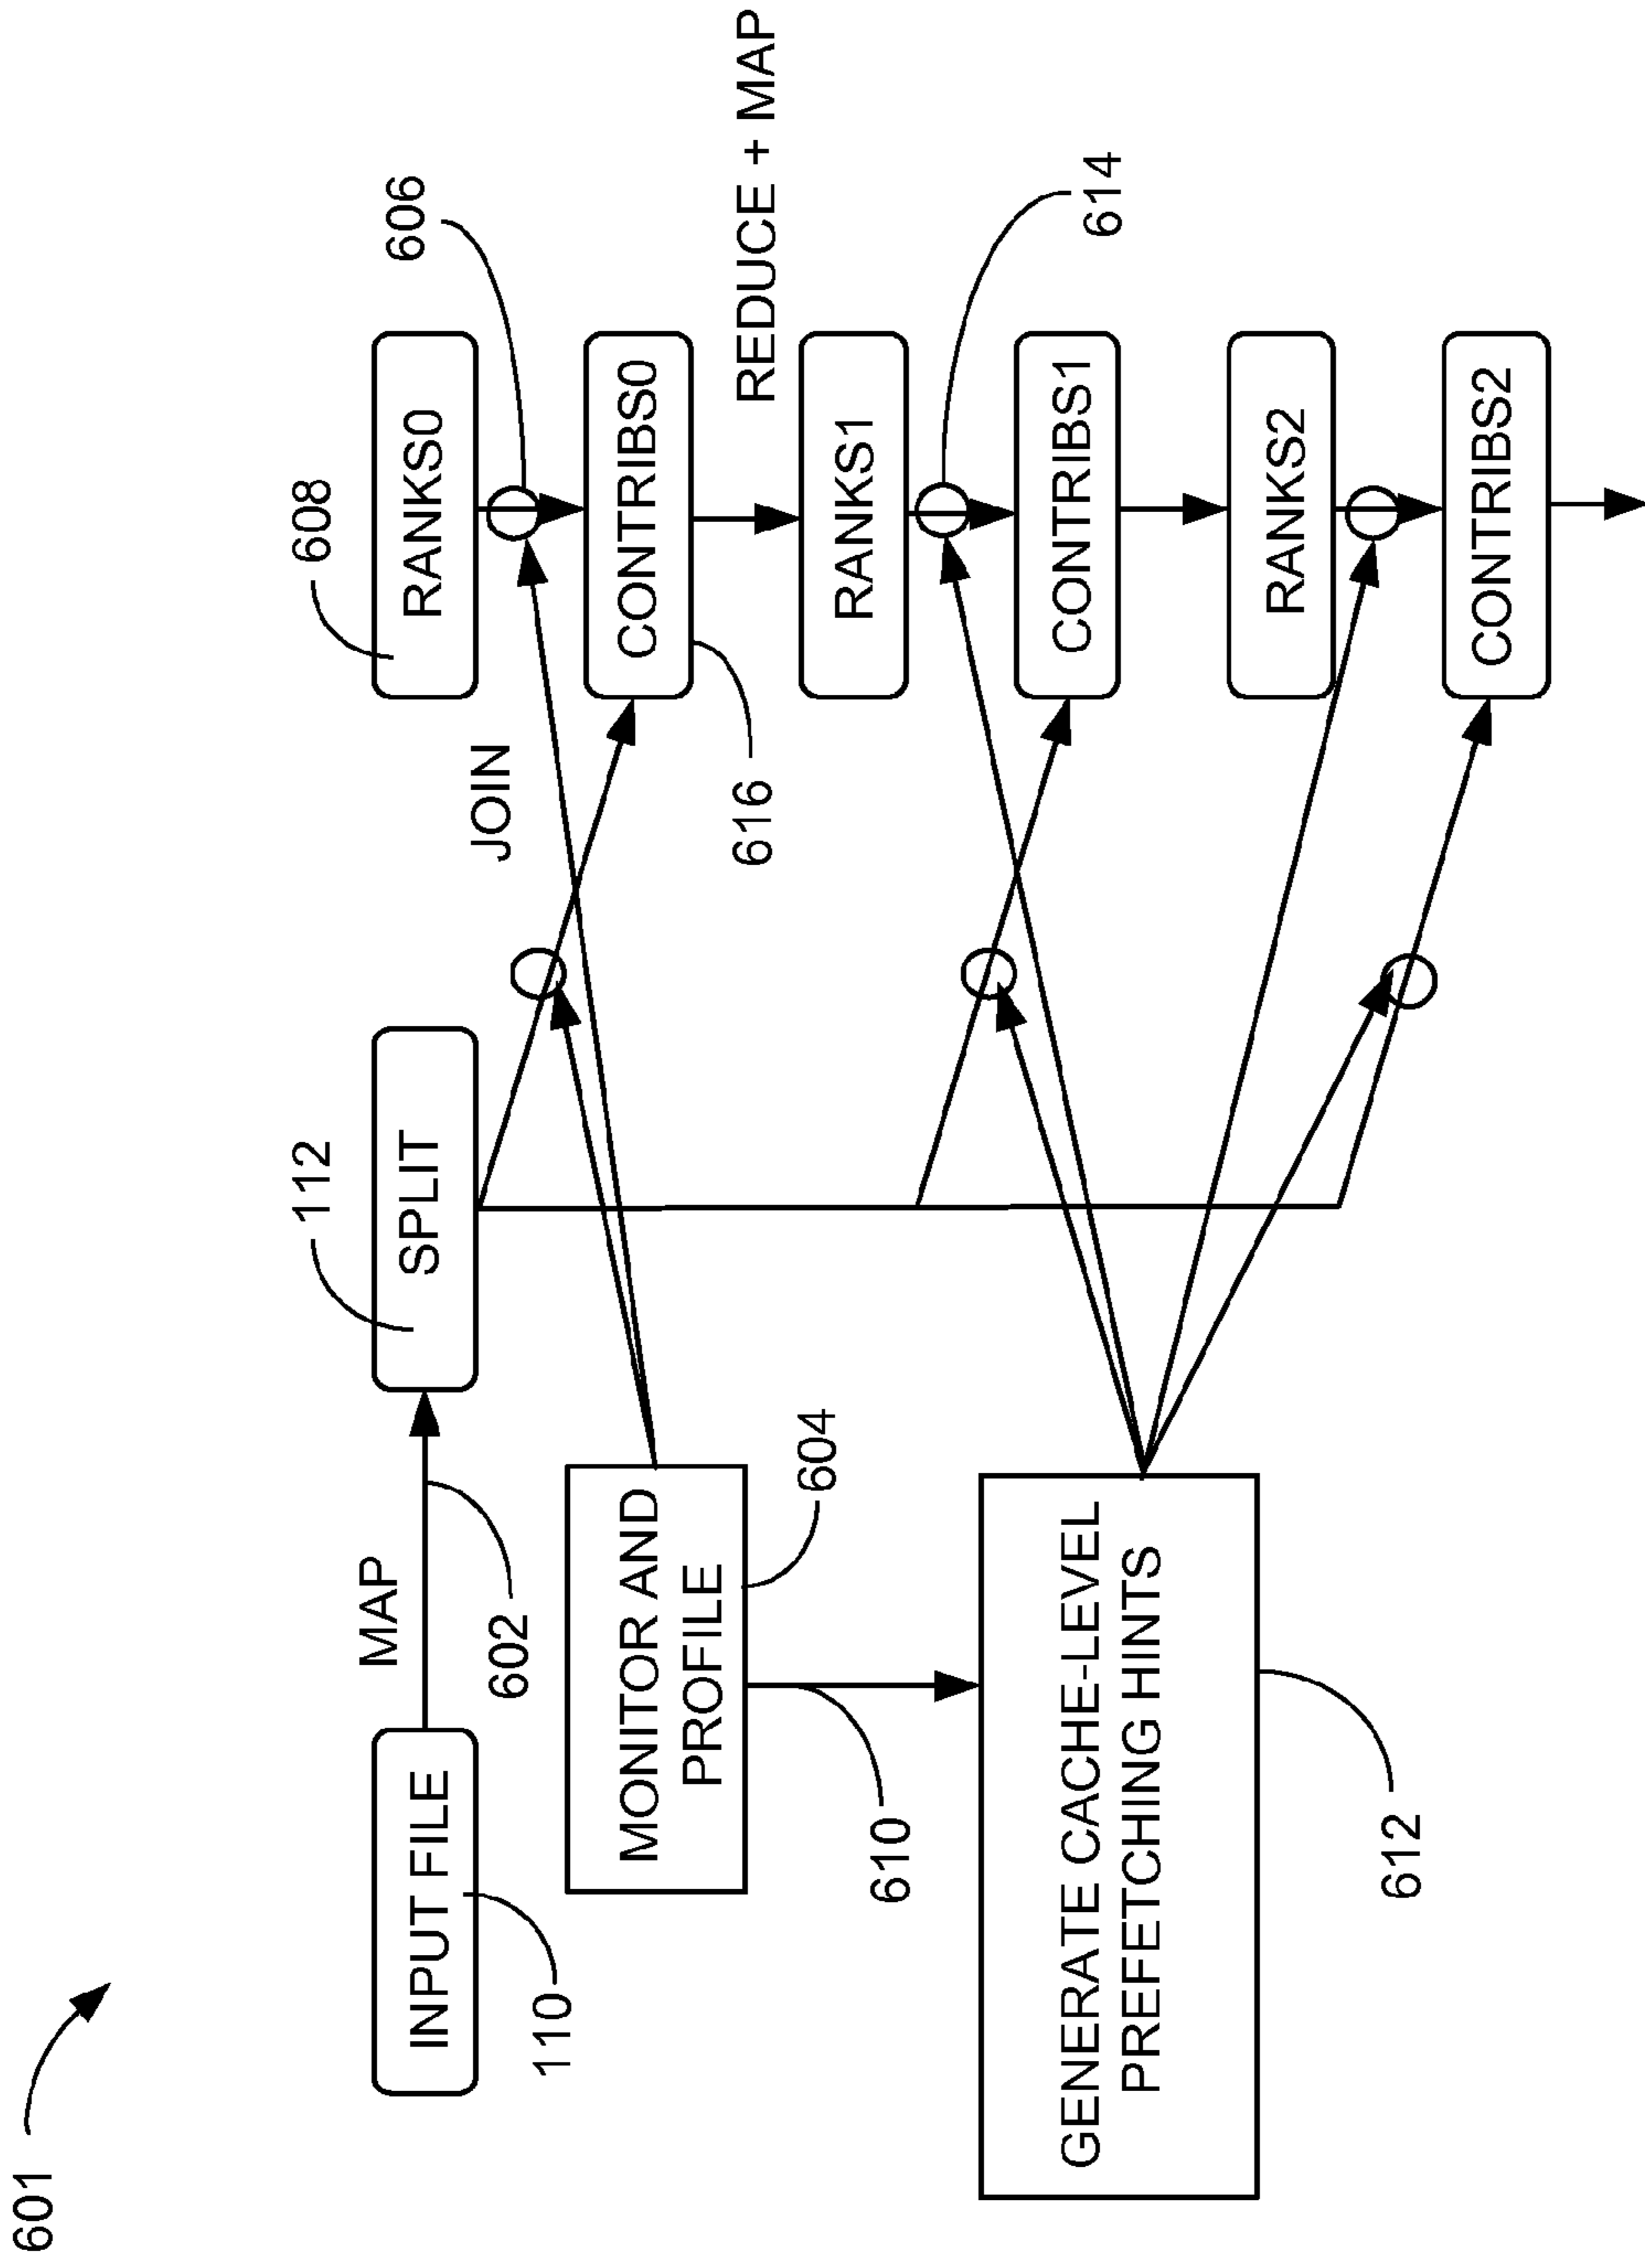 601
INPUT FILE
110
MAP
602
SPLIT
112
RANKS0
608
606
JOIN
CONTRIBS0
616
REDUCE + MAP
MONITOR AND
PROFILE
604
610
RANKS1
614
CONTRIBS1
GENERATE CACHE-LEVEL
PREFETCHING HINTS
612
RANKS2
CONTRIBS2